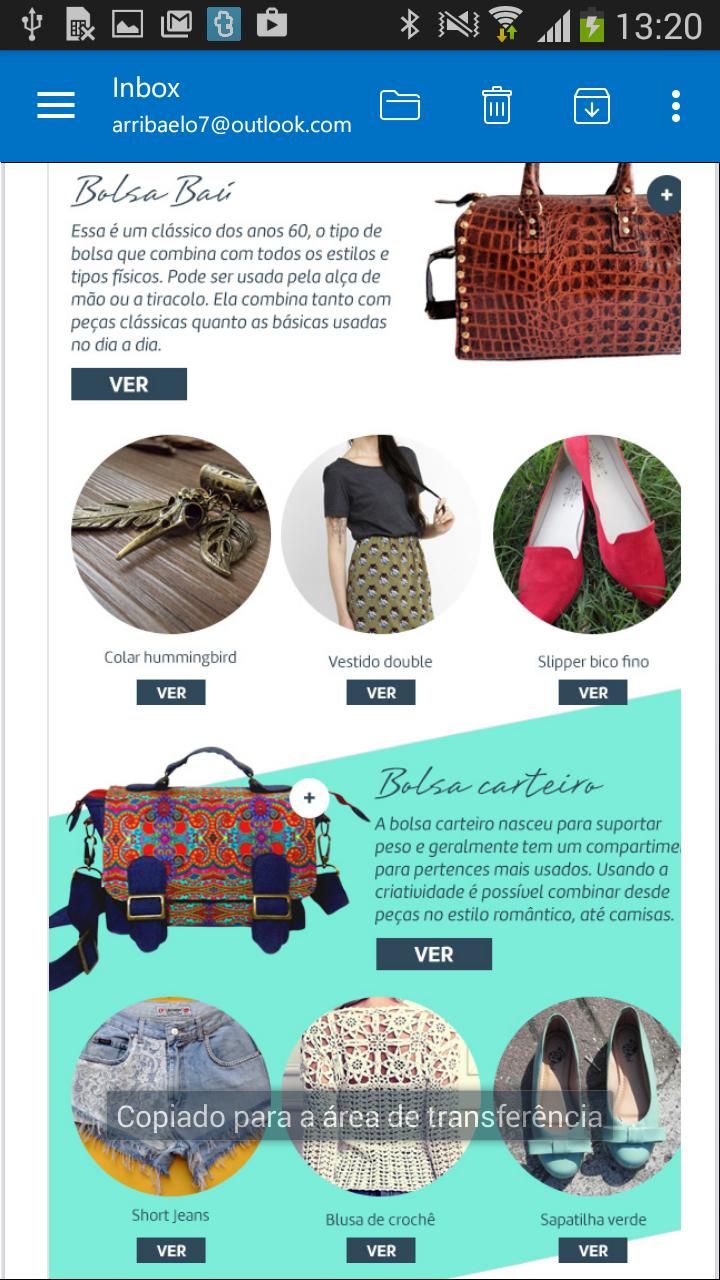 13:20
Inbox
arribaelo7@outlook.com
Bolsa Baú
Essa é um clássico dos anos 60, o tipo de
bolsa que combina com todos os estilos e
tipos físicos. Pode ser usada pela alça de
mão ou a tiracolo. Ela combina tanto com
peças clássicas quanto as básicas usadas
no dia a dia.
VER
Colar hummingbird
VER
Vestido double
VER
Slipper bico fino
VER
Bolsa carteiro
A bolsa carteiro nasceu para suportar
peso e geralmente tem um compartime
para pertences mais usados. Usando a
criatividade é possível combinar desde
peças no estilo romântico, até camisas.
VER
Copiado para a área de transferência
Short Jeans
VER
Blusa de crochê
VER
Sapatilha verde
VER